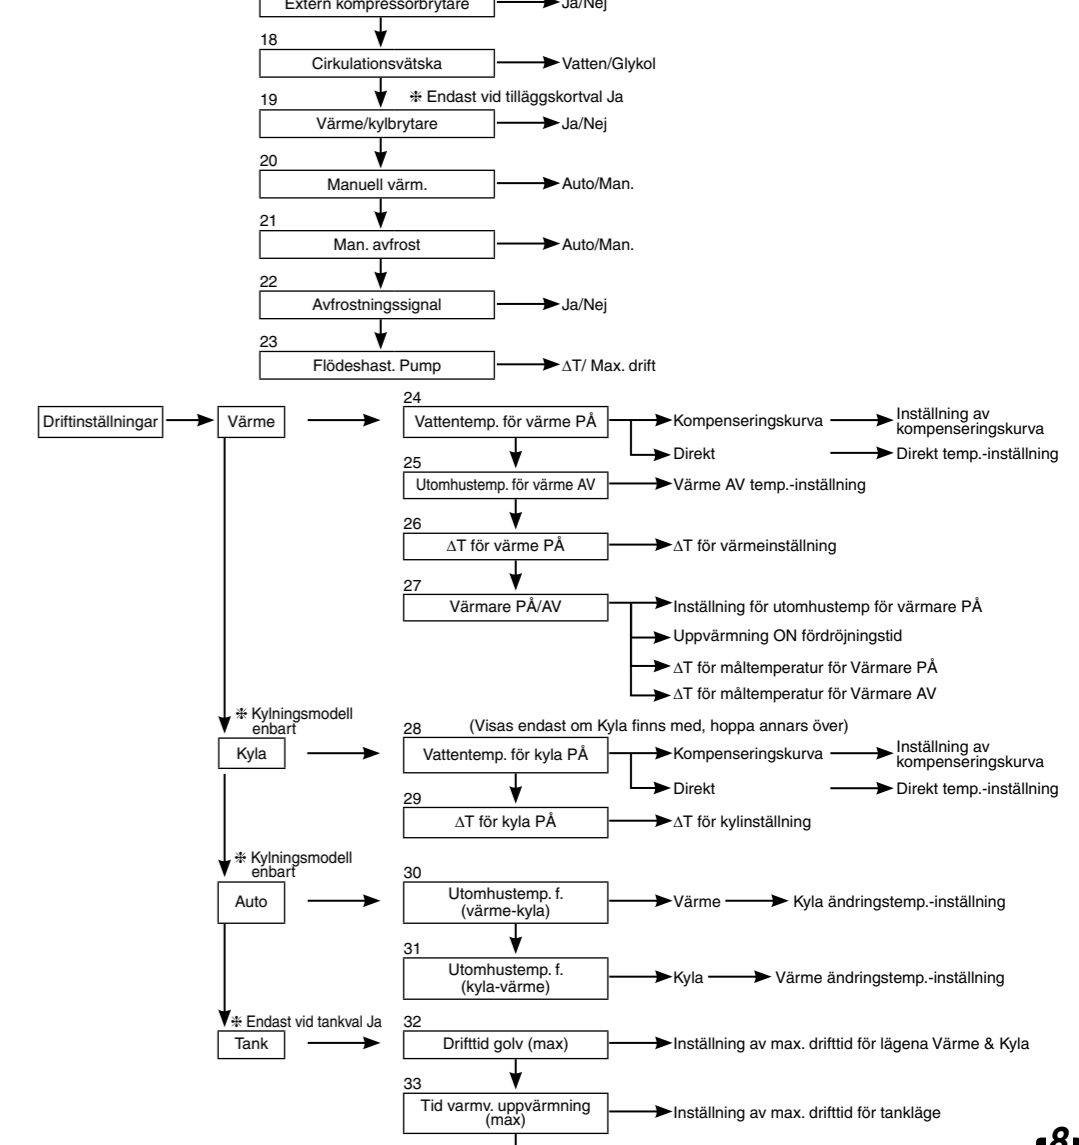 Extern kompressorbrytare Ja/Nej
18
Cirkulationsvätska Vatten/Glykol
❉ Endast vid tilläggskortval Ja
19
Värme/kylbrytare Ja/Nej
20
Manuell värm. Auto/Man.
21
Man. avfrost Auto/Man.
22
Avfrostningssignal Ja/Nej
23
Flödeshast. Pump ΔT/ Max. drift
Driftinställningar
Värme
24
Vattentemp. för värme PÅ
Kompenseringskurva
Inställning av
kompenseringskurva
Direkt
Direkt temp.-inställning
25
Utomhustemp. för värme AV
Värme AV temp.-inställning
26
ΔT för värme PÅ
ΔT för värmeinställning
27
Värmare PÅ/AV
Inställning för utomhustemp för värmare PÅ
Uppvärmning ON fördröjningstid
ΔT för måltemperatur för Värmare PÅ
ΔT för måltemperatur för Värmare AV
❉ Kylningsmodell
enbart
Kyla
28
(Visas endast om Kyla finns med, hoppa annars över)
Vattentemp. för kyla PÅ
Kompenseringskurva
Inställning av
kompenseringskurva
Direkt
Direkt temp.-inställning
29
ΔT för kyla PÅ
ΔT för kylinställning
❉ Kylningsmodell
enbart
Auto
30
Utomhustemp. f.
(värme-kyla)
Värme
Kyla ändringstemp.-inställning
31
Utomhustemp. f.
(kyla-värme)
Kyla
Värme ändringstemp.-inställning
❉ Endast vid tankval Ja
Tank
32
Drifttid golv (max)
Inställning av max. drifttid för lägena Värme & Kyla
33
Tid varmv. uppvärmning
(max)
Inställning av max. drifttid för tankläge
8